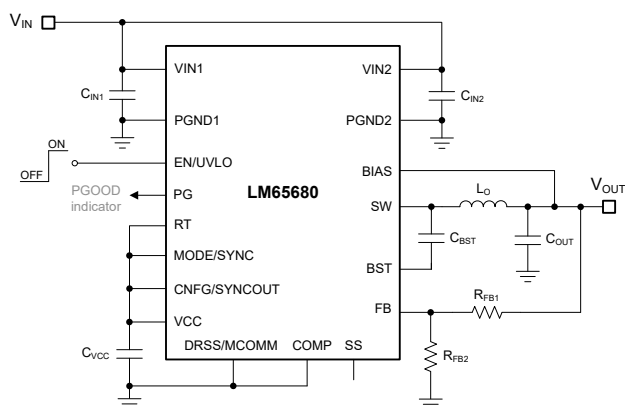 VIN
VIN1
VIN2
CIN1
CIN2
PGND1
PGND2
ON
OFF
EN/UVLO
BIAS
PGOOD
indicator
PG
LM65680
SW
LO
VOUT
RT
CBST
COUT
MODE/SYNC
BST
CNFG/SYNCOUT
RFB1
FB
VCC
CVCC
DRSS/MCOMM
COMP
SS
RFB2